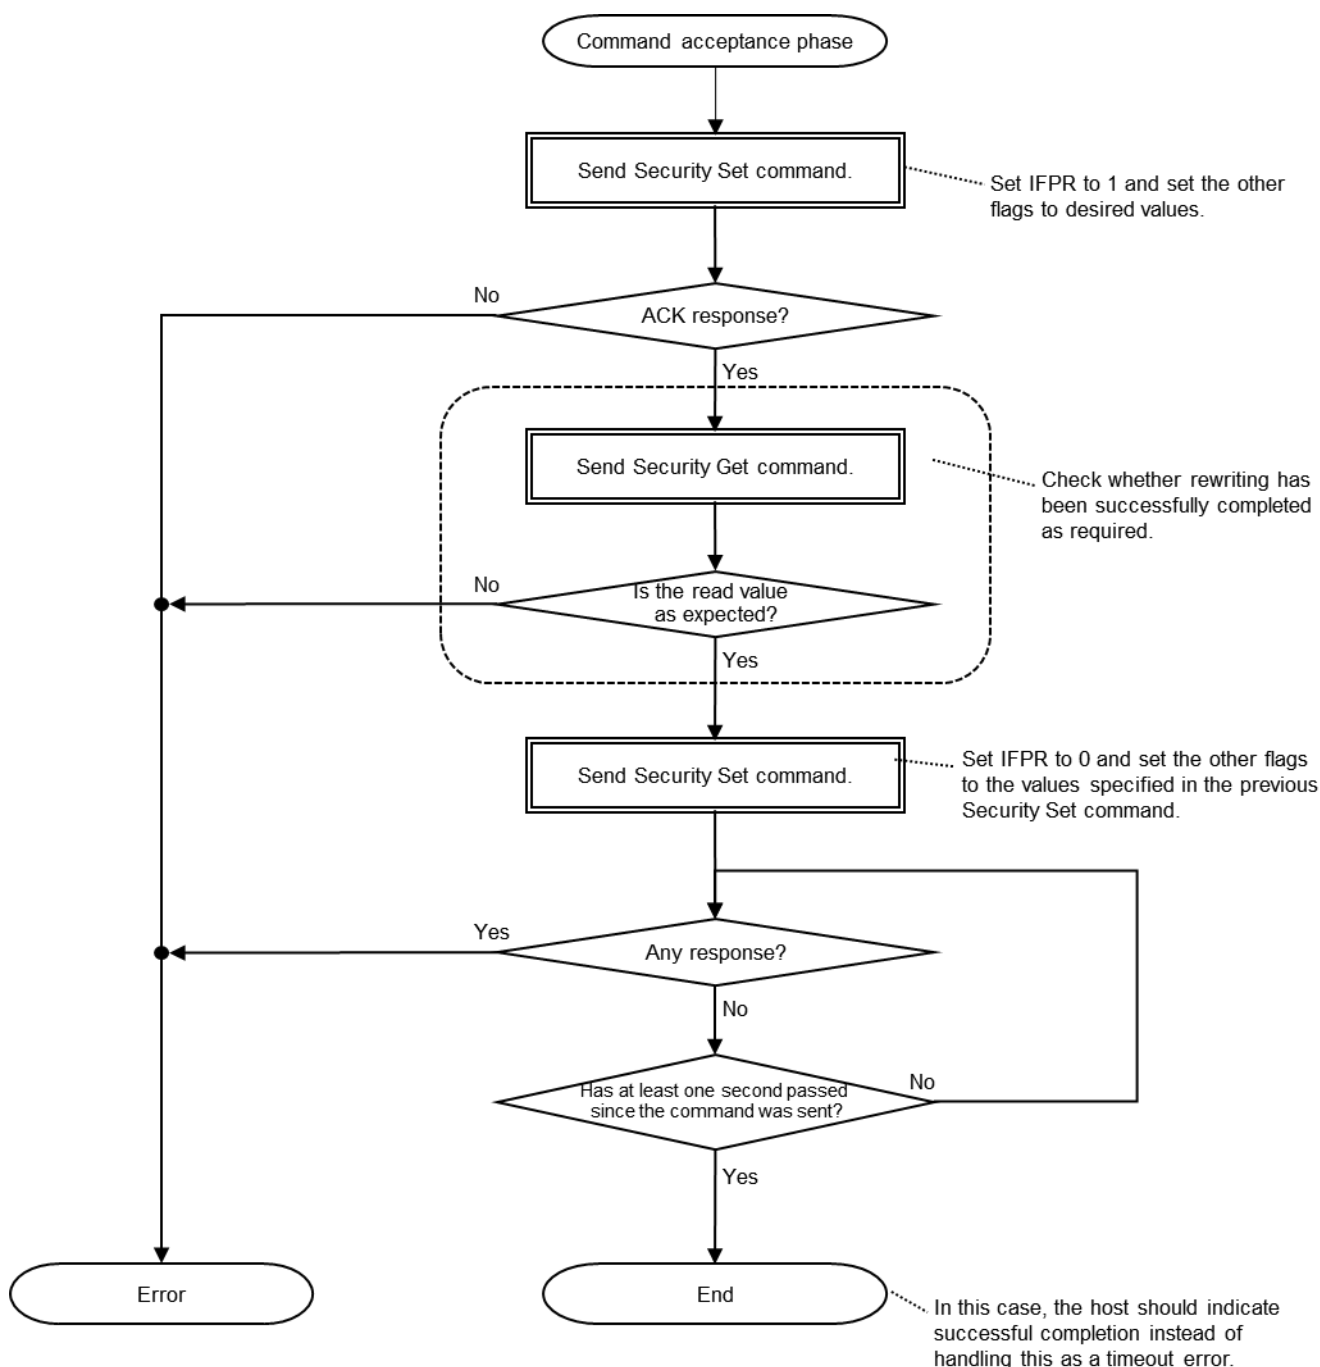 Command acceptance phase
Send Security Set command.
Set IFPR to 1 and set the other
flags to desired values.
No
ACK response?
Yes
Send Security Get command.
Check whether rewriting has
been successfully completed
as required.
No
Is the read value
as expected?
Yes
Send Security Set command.
Set IFPR to 0 and set the other flags
to the values specified in the previous
Security Set command.
Yes
Any response?
No
Has at least one second passed
since the command was sent?
No
Yes
Error
End
In this case, the host should indicate
successful completion instead of
handling this as a timeout error.